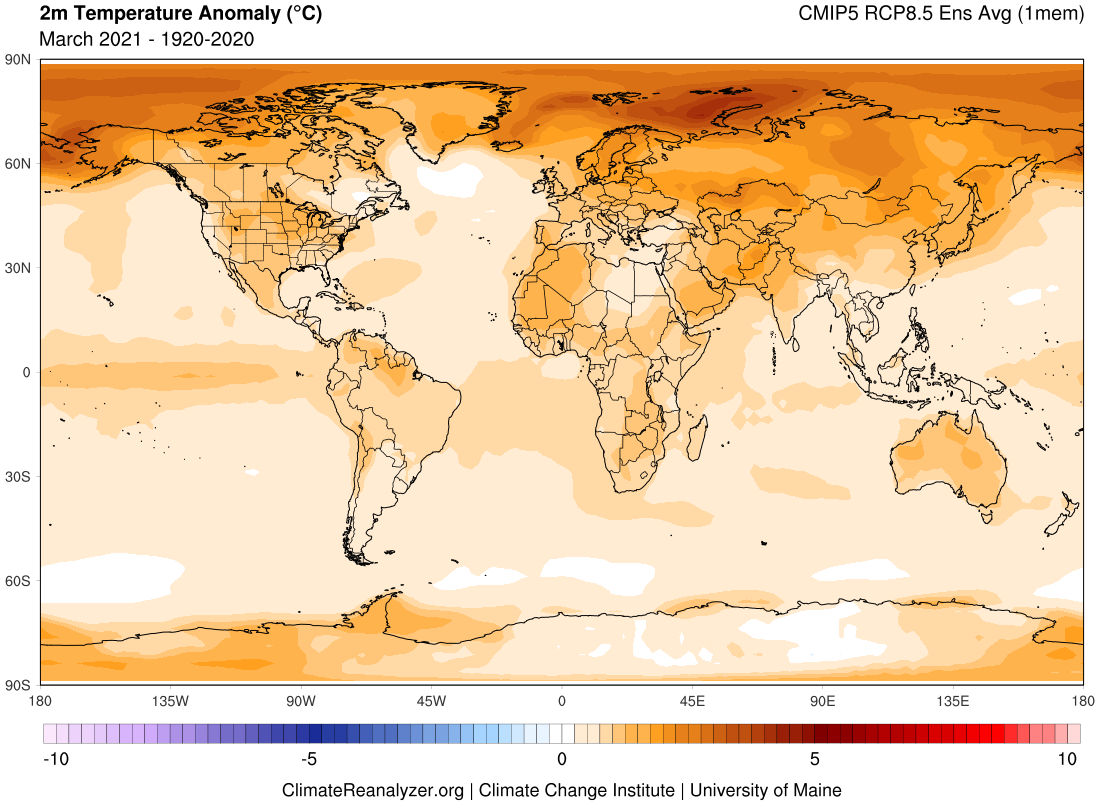 2m Temperature Anomaly (°C)
CMIP5 RCP8.5 Ens Avg (1mem)
March 2021 - 1920-2020
90N
60N
30N
0
30S
60S
90S
180 135W 90W 45W 0 45E 90E 135E 180
-10 -5 0 5 10
ClimateReanalyzer.org | Climate Change Institute | University of Maine